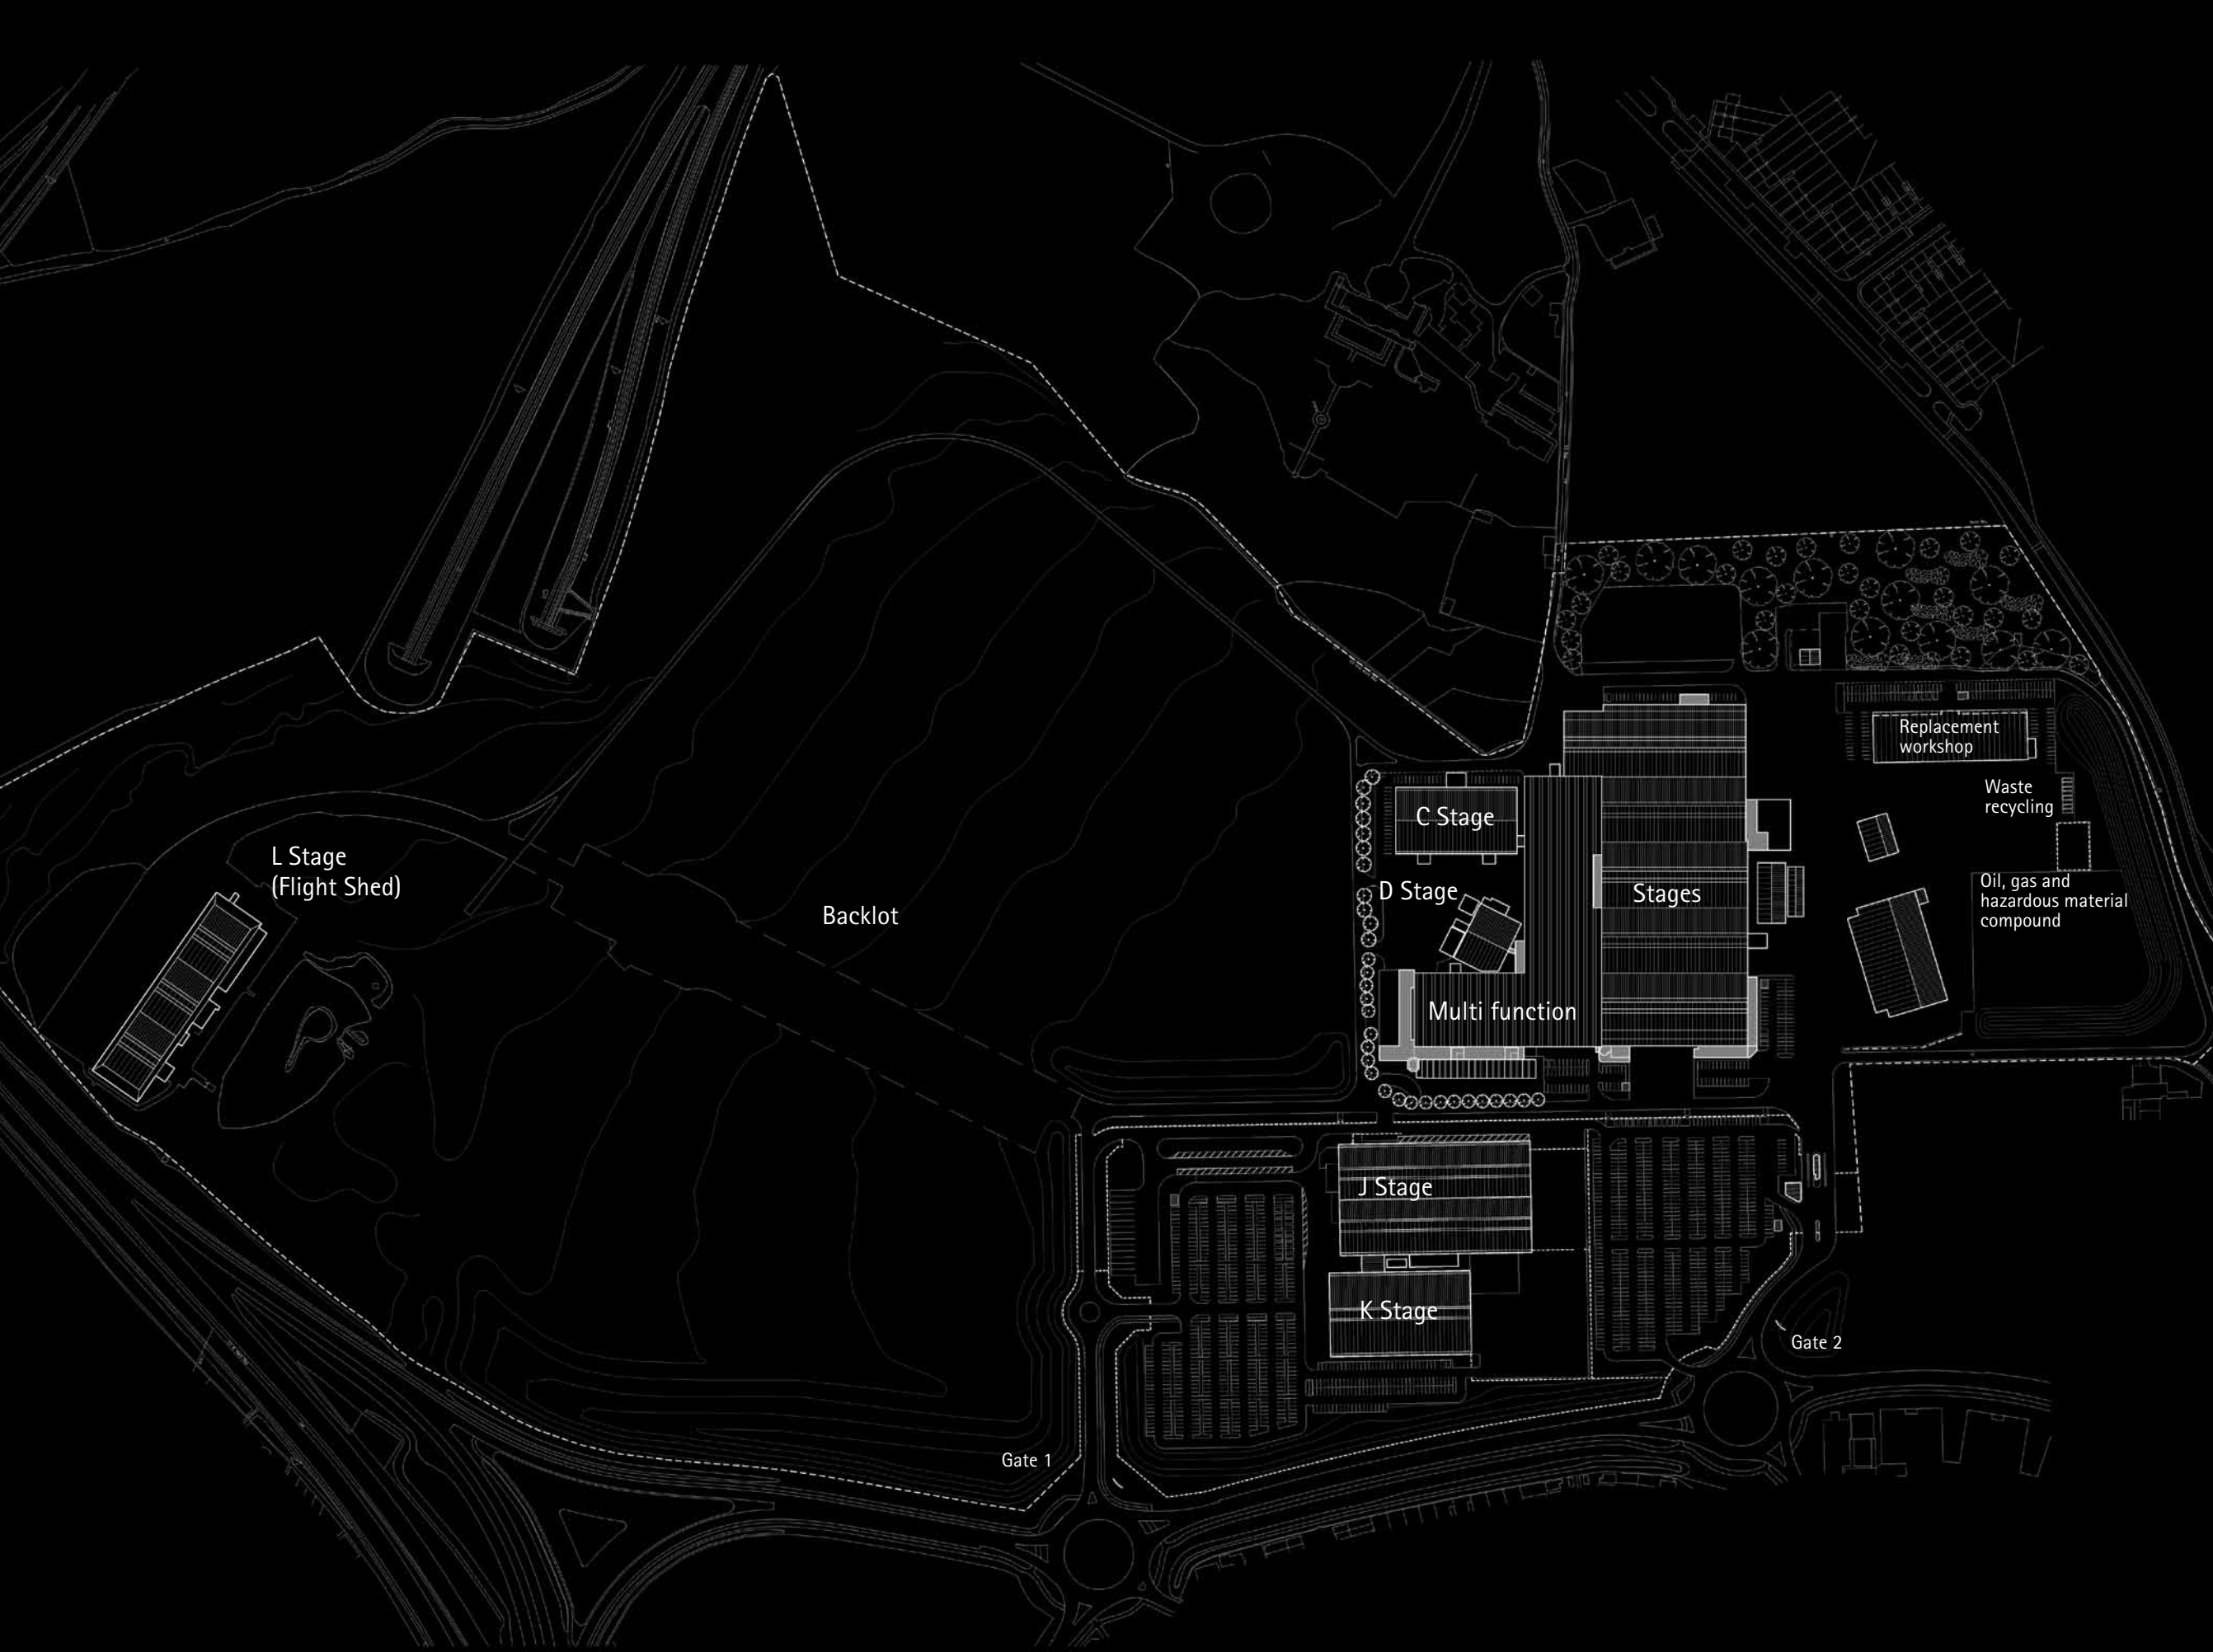 Replacement
workshop
Waste
recycling
C Stage
L Stage
(Flight Shed)
D Stage
Stages
Oil, gas and
hazardous material
compound
Backlot
Multi function
J Stage
K Stage
Gate 2
Gate 1